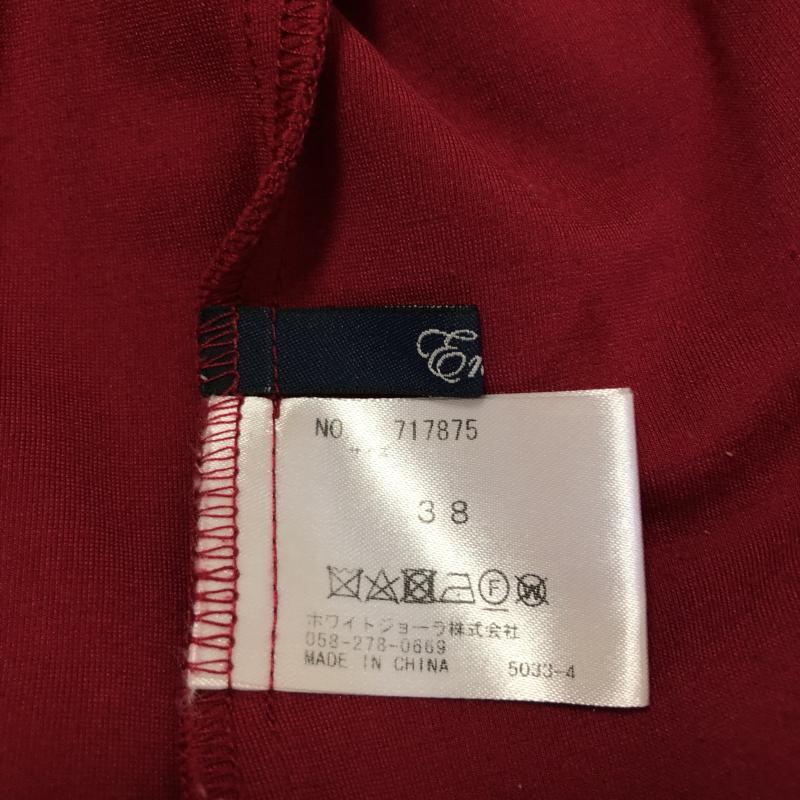 En
NO 717875
サイズ
38
F W
ホワイトジョーラ株式会社
058-278-0669
MADE IN CHINA 5033-4